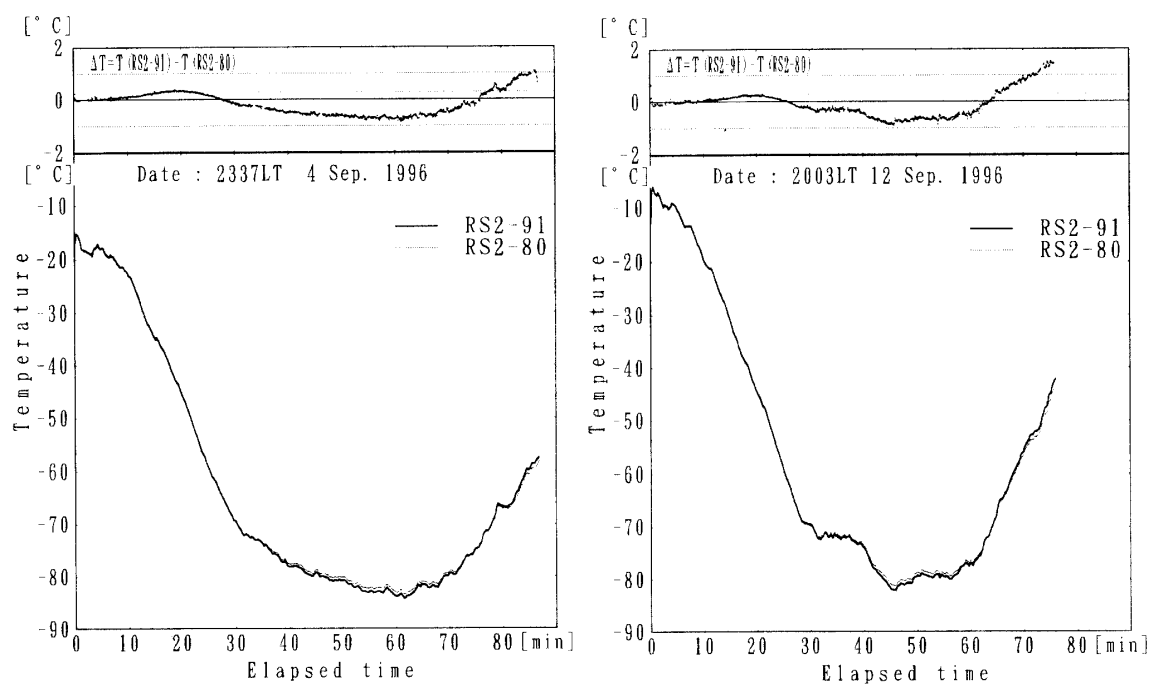 [° C]
2
ΔT=T(RS2-91)-T(RS2-80)
0
-2
[° C]
Date : 2337LT 4 Sep. 1996
-10
RS2-91
RS2-80
-20
-30
-40
-50
-60
-70
-80
-90
Temperature
0 10 20 30 40 50 60 70 80 [min]
Elapsed time
[° C]
2
ΔT=T(RS2-91)-T(RS2-80)
0
-2
[° C]
Date : 2003LT 12 Sep. 1996
-10
RS2-91
RS2-80
-20
-30
-40
-50
-60
-70
-80
-90
Temperature
0 10 20 30 40 50 60 70 80 [min]
Elapsed time